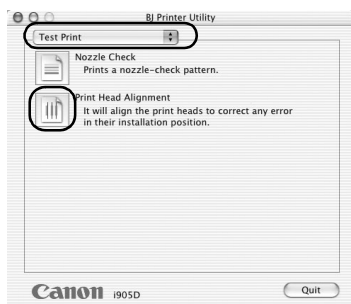 BJ Printer Utility
Test Print
Nozzle Check
Prints a nozzle-check pattern.
Print Head Alignment
It will align the print heads to correct any error
in their installation position.
Canon i905D
Quit